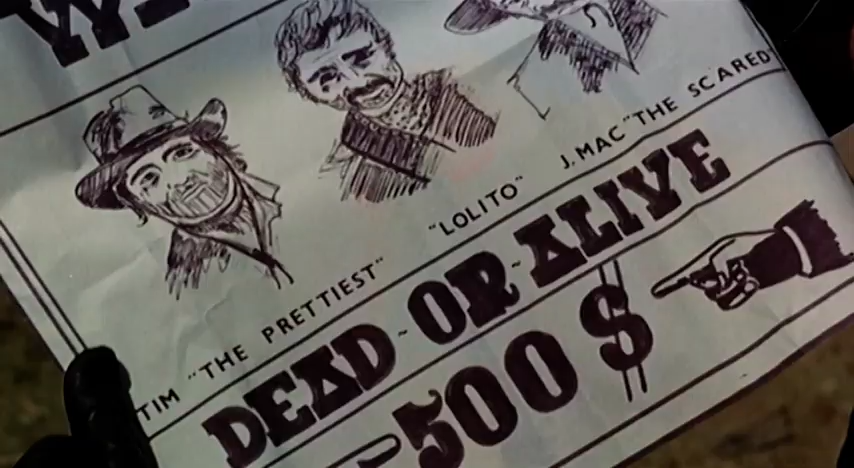 TIM "THE PRETTIEST" "LOLITO" J. MAC "THE SCARED"
DEAD-OR-ALIVE
500 $